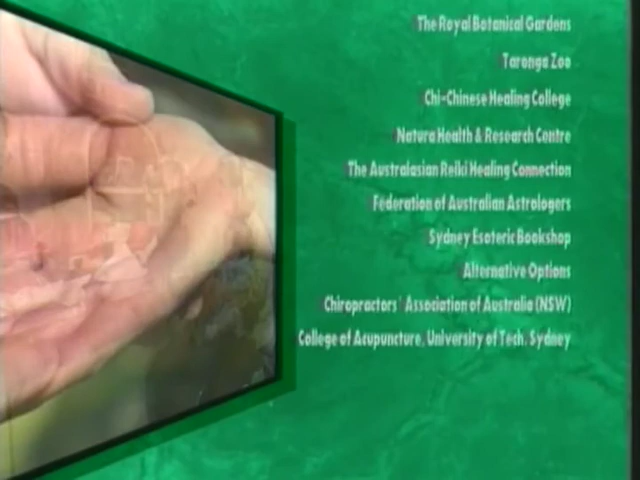 The Royal Botanical Gardens
Taronga Zoo
Chi-Chinese Healing College
Natura Health & Research Centre
The Australasian Reiki Healing Connection
Federation of Australian Astrologers
Sydney Esoteric Bookshop
Alternative Options
Chiropractors' Association of Australia (NSW)
College of Acupuncture, University of Tech. Sydney